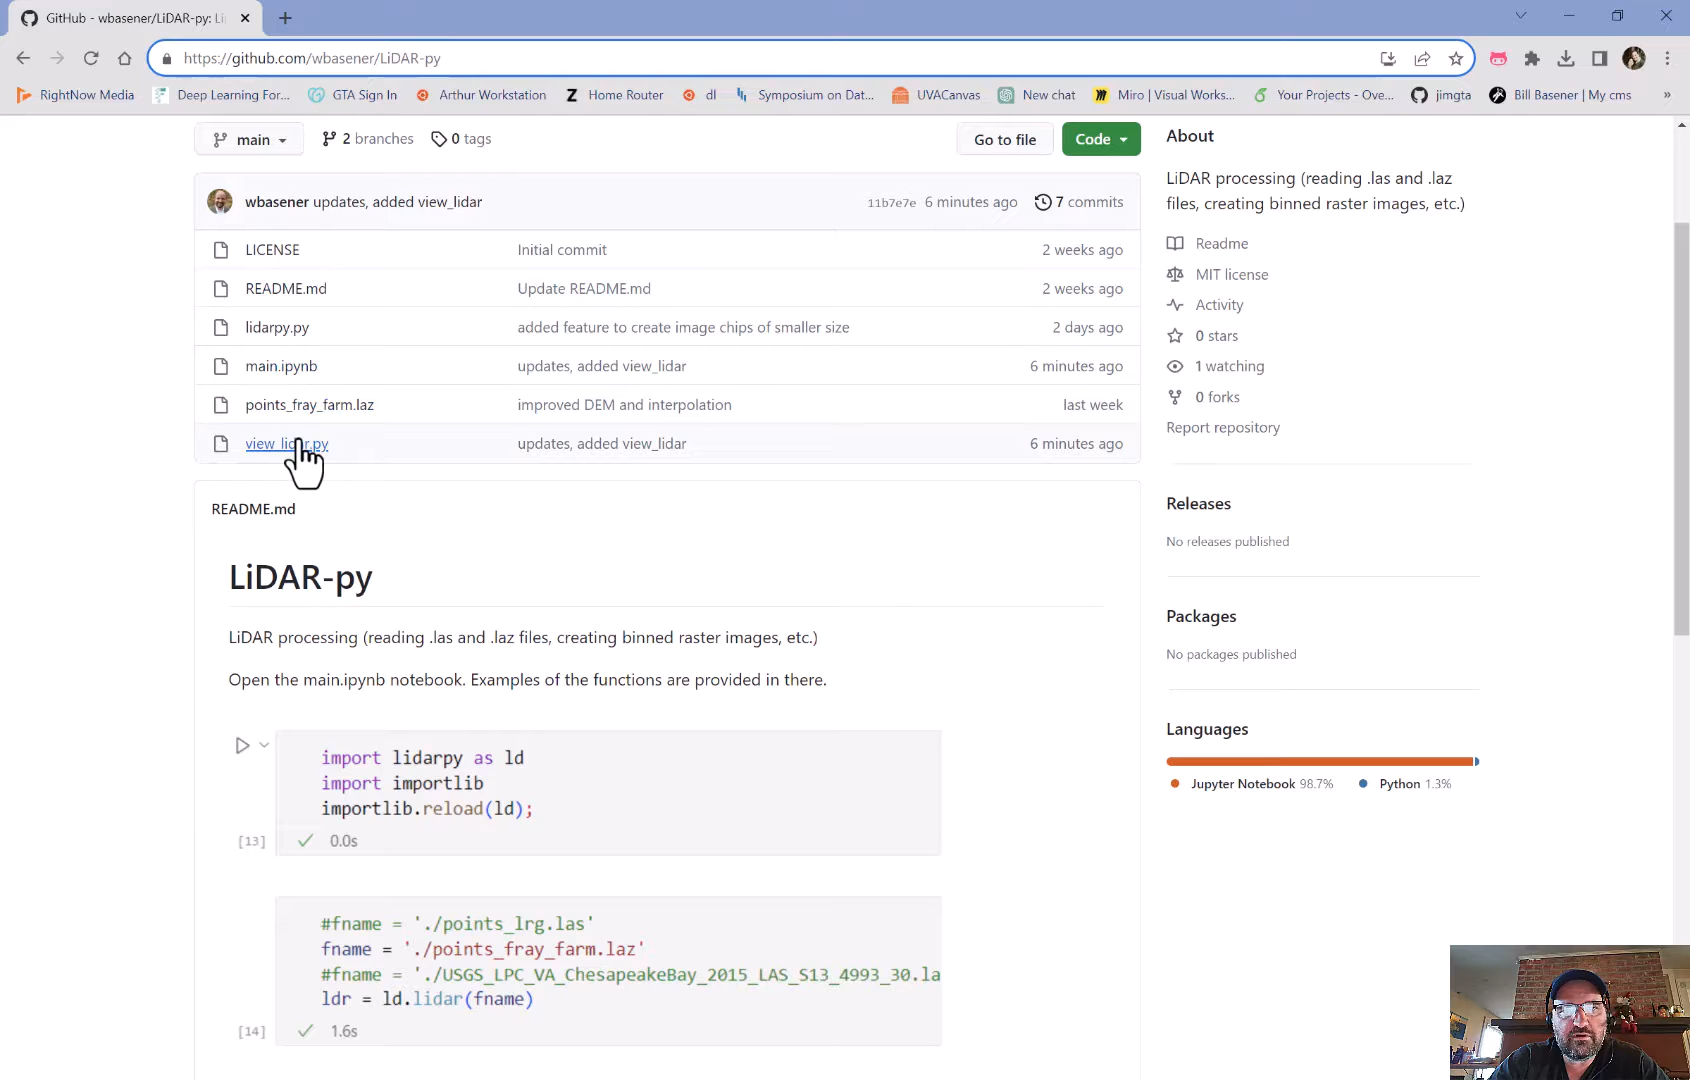 GitHub - wbasener/LiDAR-py: Li
https://github.com/wbasener/LiDAR-py
RightNow Media
Deep Learning For...
GTA Sign In
Arthur Workstation
Home Router
dl
Symposium on Dat...
UVACanvas
New chat
Miro | Visual Works...
Your Projects - Ove...
jimgta
Bill Basener | My cms
»
main
2 branches
0 tags
Go to file
Code
wbasener updates, added view_lidar
11b7e7e 6 minutes ago
7 commits
LICENSE
Initial commit
2 weeks ago
README.md
Update README.md
2 weeks ago
lidarpy.py
added feature to create image chips of smaller size
2 days ago
main.ipynb
updates, added view_lidar
6 minutes ago
points_fray_farm.laz
improved DEM and interpolation
last week
view_lidar.py
updates, added view_lidar
6 minutes ago
README.md
LiDAR-py
LiDAR processing (reading .las and .laz files, creating binned raster images, etc.)
Open the main.ipynb notebook. Examples of the functions are provided in there.
import lidarpy as ld
import importlib
importlib.reload(ld);
[13]
0.0s
#fname = './points_lrg.las'
fname = './points_fray_farm.laz'
#fname = './USGS_LPC_VA_ChesapeakeBay_2015_LAS_S13_4993_30.la
ldr = ld.lidar(fname)
[14]
1.6s
About
LiDAR processing (reading .las and .laz
files, creating binned raster images, etc.)
Readme
MIT license
Activity
0 stars
1 watching
0 forks
Report repository
Releases
No releases published
Packages
No packages published
Languages
Jupyter Notebook 98.7%
Python 1.3%